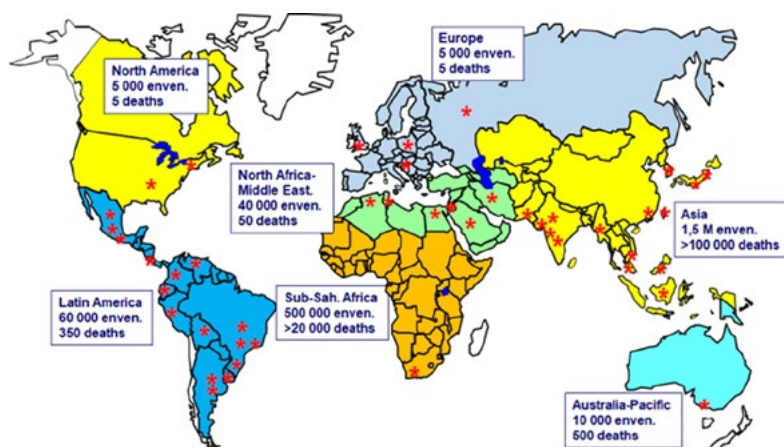 Europe
5 000 enven.
5 deaths
North America
5 000 enven.
5 deaths
North Africa-
Middle East.
40 000 enven.
50 deaths
Asia
1,5 M enven.
>100 000 deaths
Latin America
60 000 enven.
350 deaths
Sub-Sah. Africa
500 000 enven.
>20 000 deaths
Australia-Pacific
10 000 enven.
500 deaths